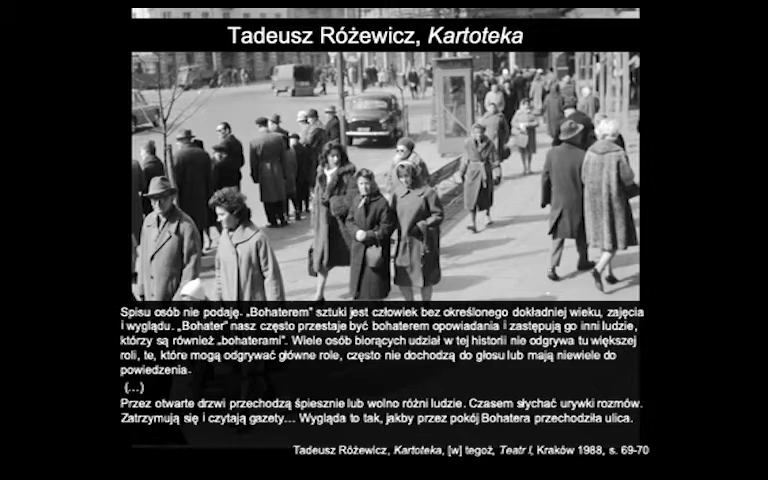 Tadeusz Różewicz, Kartoteka
Spisu osób nie podaję. „Bohaterem” sztuki jest człowiek bez określonego dokładniej wieku, zajęcia
i wyglądu. „Bohater” nasz często przestaje być bohaterem opowiadania i zastępują go inni ludzie,
którzy są również „bohaterami”. Wiele osób biorących udział w tej historii nie odgrywa tu większej
roli, te, które mogą odgrywać główne role, często nie dochodzą do głosu lub mają niewiele do
powiedzenia.
(...)
Przez otwarte drzwi przechodzą śpiesznie lub wolno różni ludzie. Czasem słychać urywki rozmów.
Zatrzymują się i czytają gazety... Wygląda to tak, jakby przez pokój Bohatera przechodziła ulica.
Tadeusz Różewicz, Kartoteka, [w] tegoż, Teatr I, Kraków 1988, s. 69-70